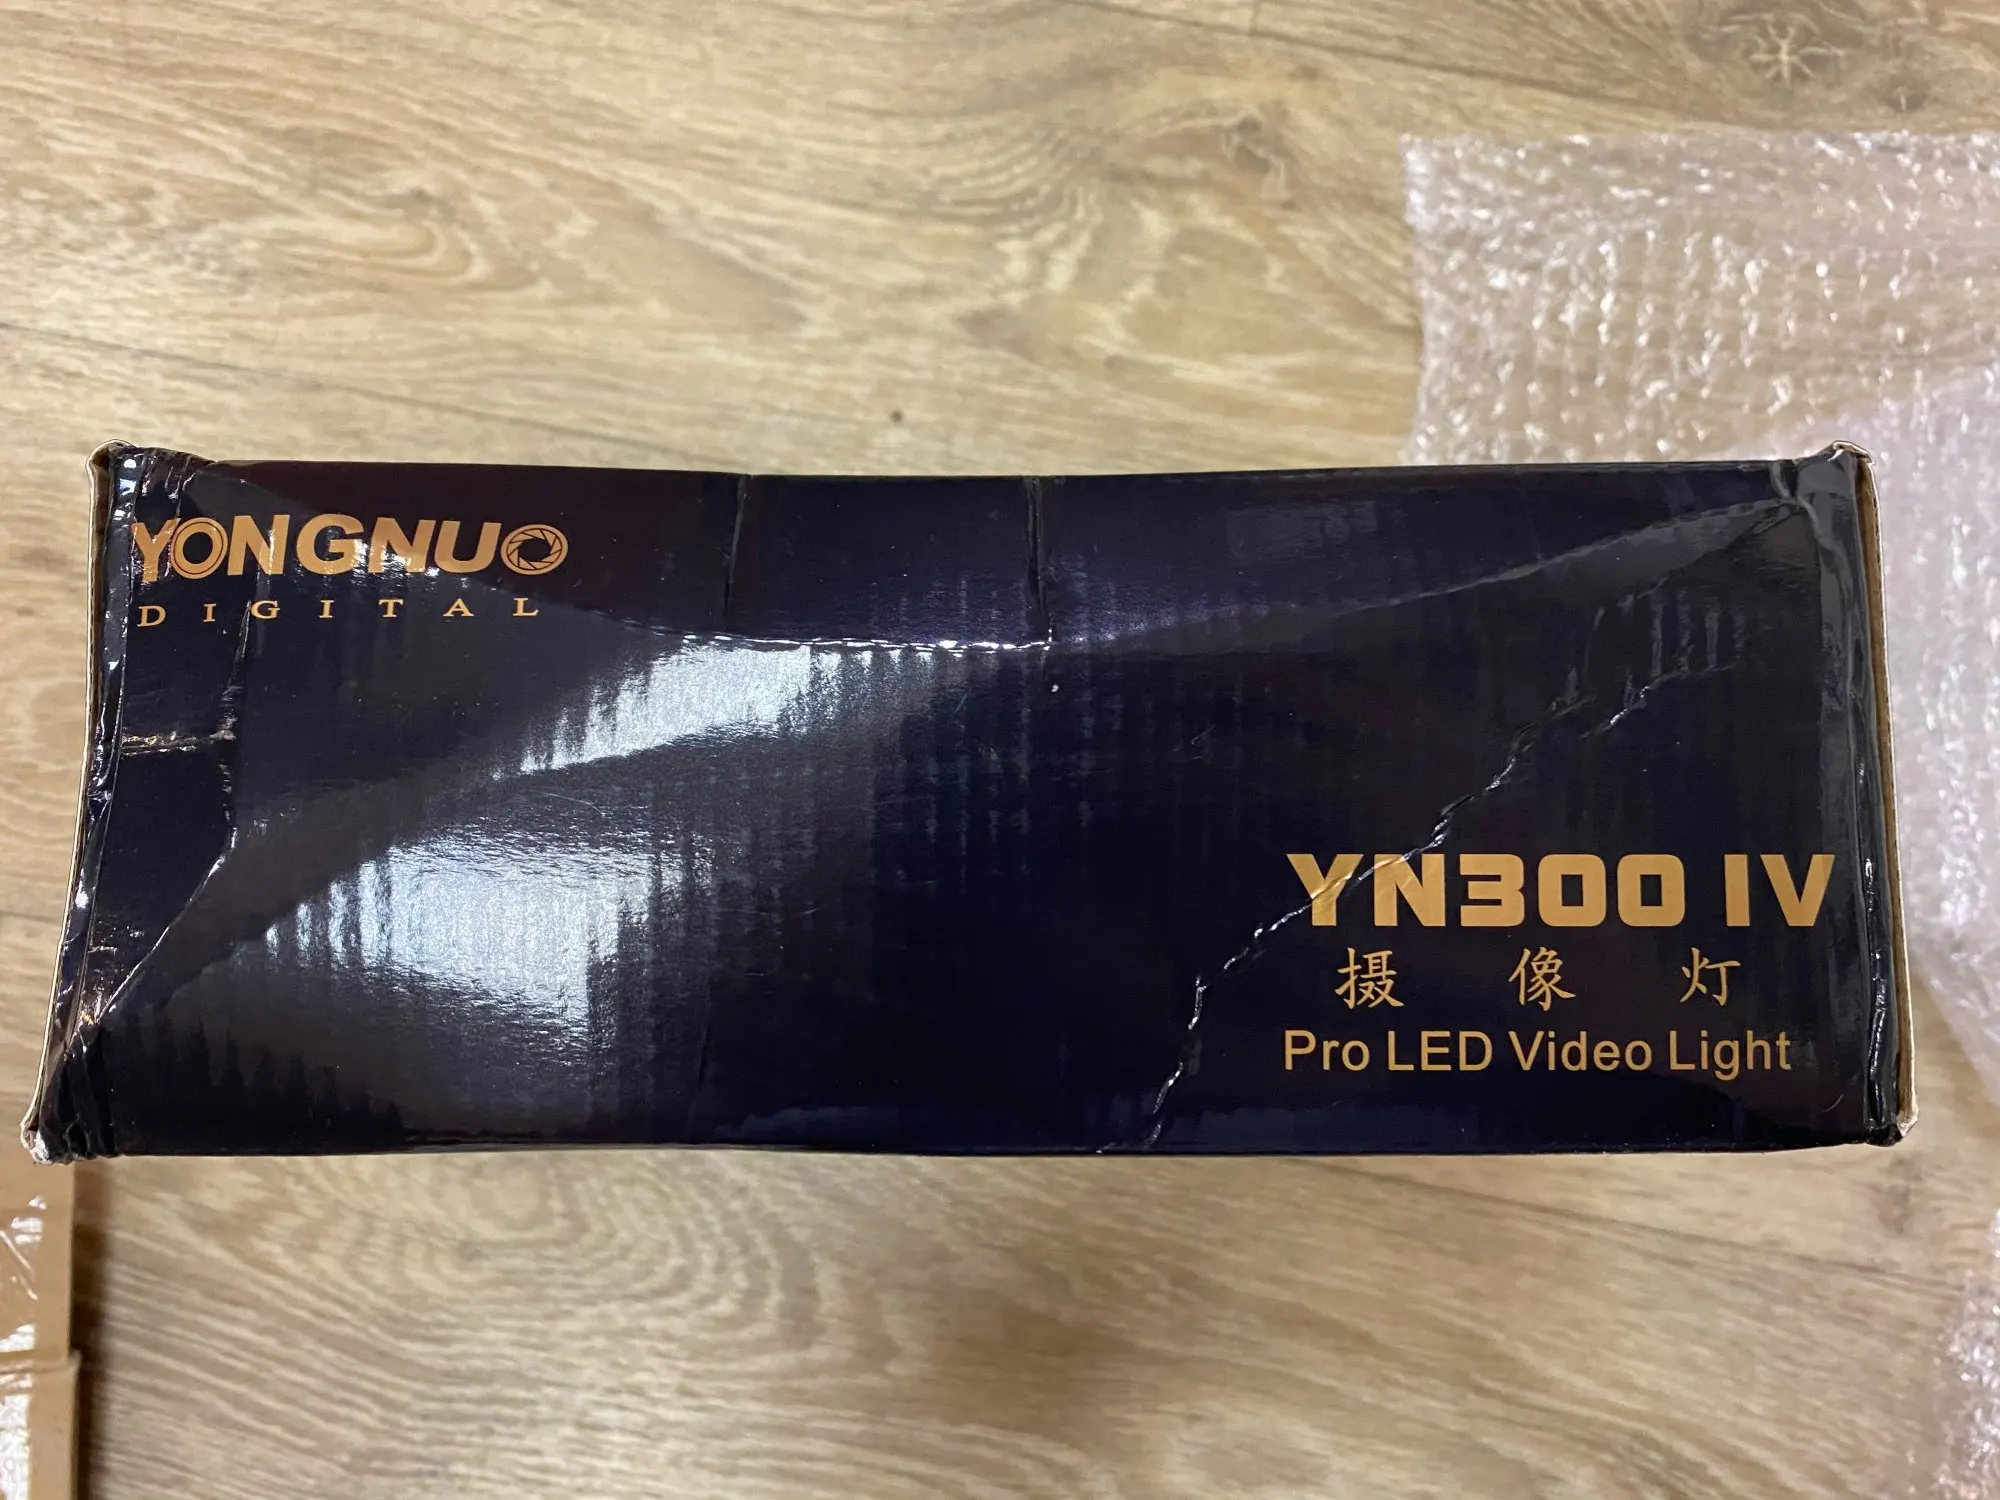 YONGNUO
DIGITAL
YN300 IV
摄像灯
Pro LED Video Light